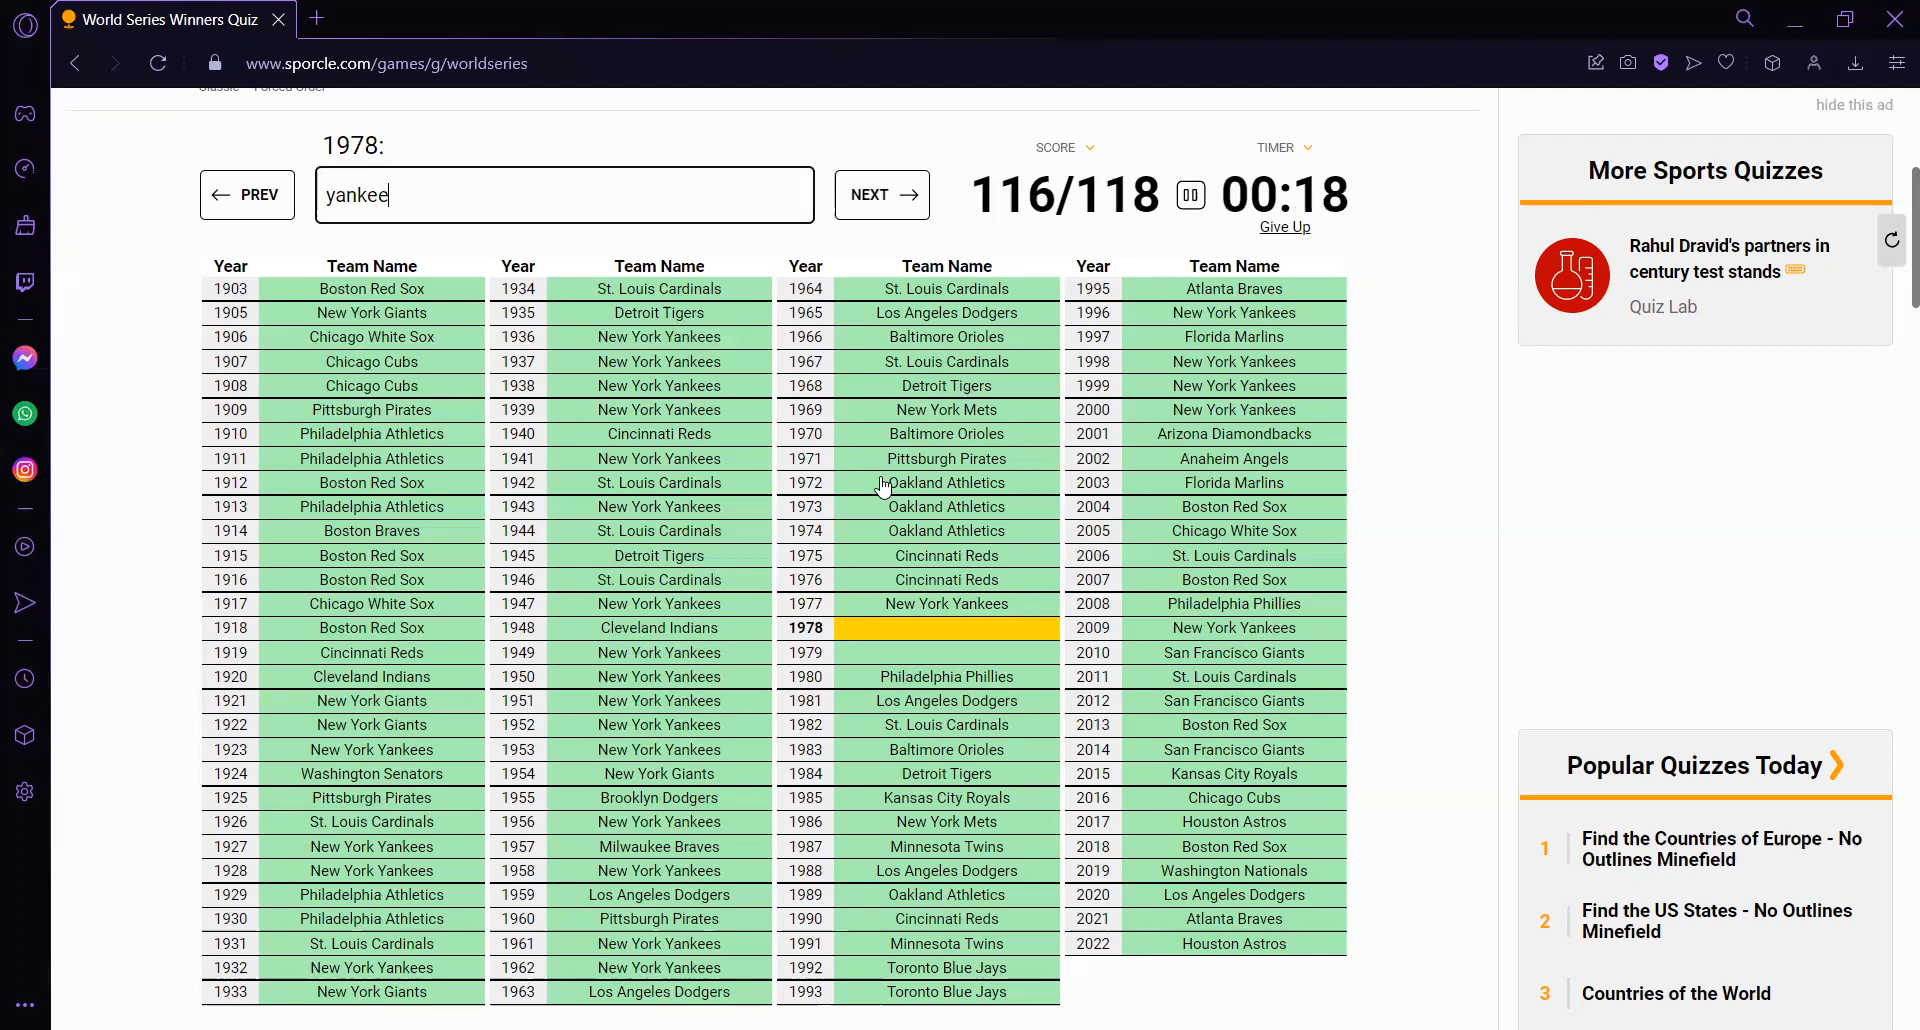 World Series Winners Quiz
www.sporcle.com/games/g/worldseries
Classic Forced Order
hide this ad
1978:
PREV
yankee
NEXT
SCORE
116/118
TIMER
00:18
Give Up
Year Team Name Year Team Name Year Team Name Year Team Name
1903 Boston Red Sox 1934 St. Louis Cardinals 1964 St. Louis Cardinals 1995 Atlanta Braves
1905 New York Giants 1935 Detroit Tigers 1965 Los Angeles Dodgers 1996 New York Yankees
1906 Chicago White Sox 1936 New York Yankees 1966 Baltimore Orioles 1997 Florida Marlins
1907 Chicago Cubs 1937 New York Yankees 1967 St. Louis Cardinals 1998 New York Yankees
1908 Chicago Cubs 1938 New York Yankees 1968 Detroit Tigers 1999 New York Yankees
1909 Pittsburgh Pirates 1939 New York Yankees 1969 New York Mets 2000 New York Yankees
1910 Philadelphia Athletics 1940 Cincinnati Reds 1970 Baltimore Orioles 2001 Arizona Diamondbacks
1911 Philadelphia Athletics 1941 New York Yankees 1971 Pittsburgh Pirates 2002 Anaheim Angels
1912 Boston Red Sox 1942 St. Louis Cardinals 1972 Oakland Athletics 2003 Florida Marlins
1913 Philadelphia Athletics 1943 New York Yankees 1973 Oakland Athletics 2004 Boston Red Sox
1914 Boston Braves 1944 St. Louis Cardinals 1974 Oakland Athletics 2005 Chicago White Sox
1915 Boston Red Sox 1945 Detroit Tigers 1975 Cincinnati Reds 2006 St. Louis Cardinals
1916 Boston Red Sox 1946 St. Louis Cardinals 1976 Cincinnati Reds 2007 Boston Red Sox
1917 Chicago White Sox 1947 New York Yankees 1977 New York Yankees 2008 Philadelphia Phillies
1918 Boston Red Sox 1948 Cleveland Indians 1978 2009 New York Yankees
1919 Cincinnati Reds 1949 New York Yankees 1979 2010 San Francisco Giants
1920 Cleveland Indians 1950 New York Yankees 1980 Philadelphia Phillies 2011 St. Louis Cardinals
1921 New York Giants 1951 New York Yankees 1981 Los Angeles Dodgers 2012 San Francisco Giants
1922 New York Giants 1952 New York Yankees 1982 St. Louis Cardinals 2013 Boston Red Sox
1923 New York Yankees 1953 New York Yankees 1983 Baltimore Orioles 2014 San Francisco Giants
1924 Washington Senators 1954 New York Giants 1984 Detroit Tigers 2015 Kansas City Royals
1925 Pittsburgh Pirates 1955 Brooklyn Dodgers 1985 Kansas City Royals 2016 Chicago Cubs
1926 St. Louis Cardinals 1956 New York Yankees 1986 New York Mets 2017 Houston Astros
1927 New York Yankees 1957 Milwaukee Braves 1987 Minnesota Twins 2018 Boston Red Sox
1928 New York Yankees 1958 New York Yankees 1988 Los Angeles Dodgers 2019 Washington Nationals
1929 Philadelphia Athletics 1959 Los Angeles Dodgers 1989 Oakland Athletics 2020 Los Angeles Dodgers
1930 Philadelphia Athletics 1960 Pittsburgh Pirates 1990 Cincinnati Reds 2021 Atlanta Braves
1931 St. Louis Cardinals 1961 New York Yankees 1991 Minnesota Twins 2022 Houston Astros
1932 New York Yankees 1962 New York Yankees 1992 Toronto Blue Jays
1933 New York Giants 1963 Los Angeles Dodgers 1993 Toronto Blue Jays
More Sports Quizzes
Rahul Dravid's partners in
century test stands
Quiz Lab
Popular Quizzes Today
1 Find the Countries of Europe - No
Outlines Minefield
2 Find the US States - No Outlines
Minefield
3 Countries of the World